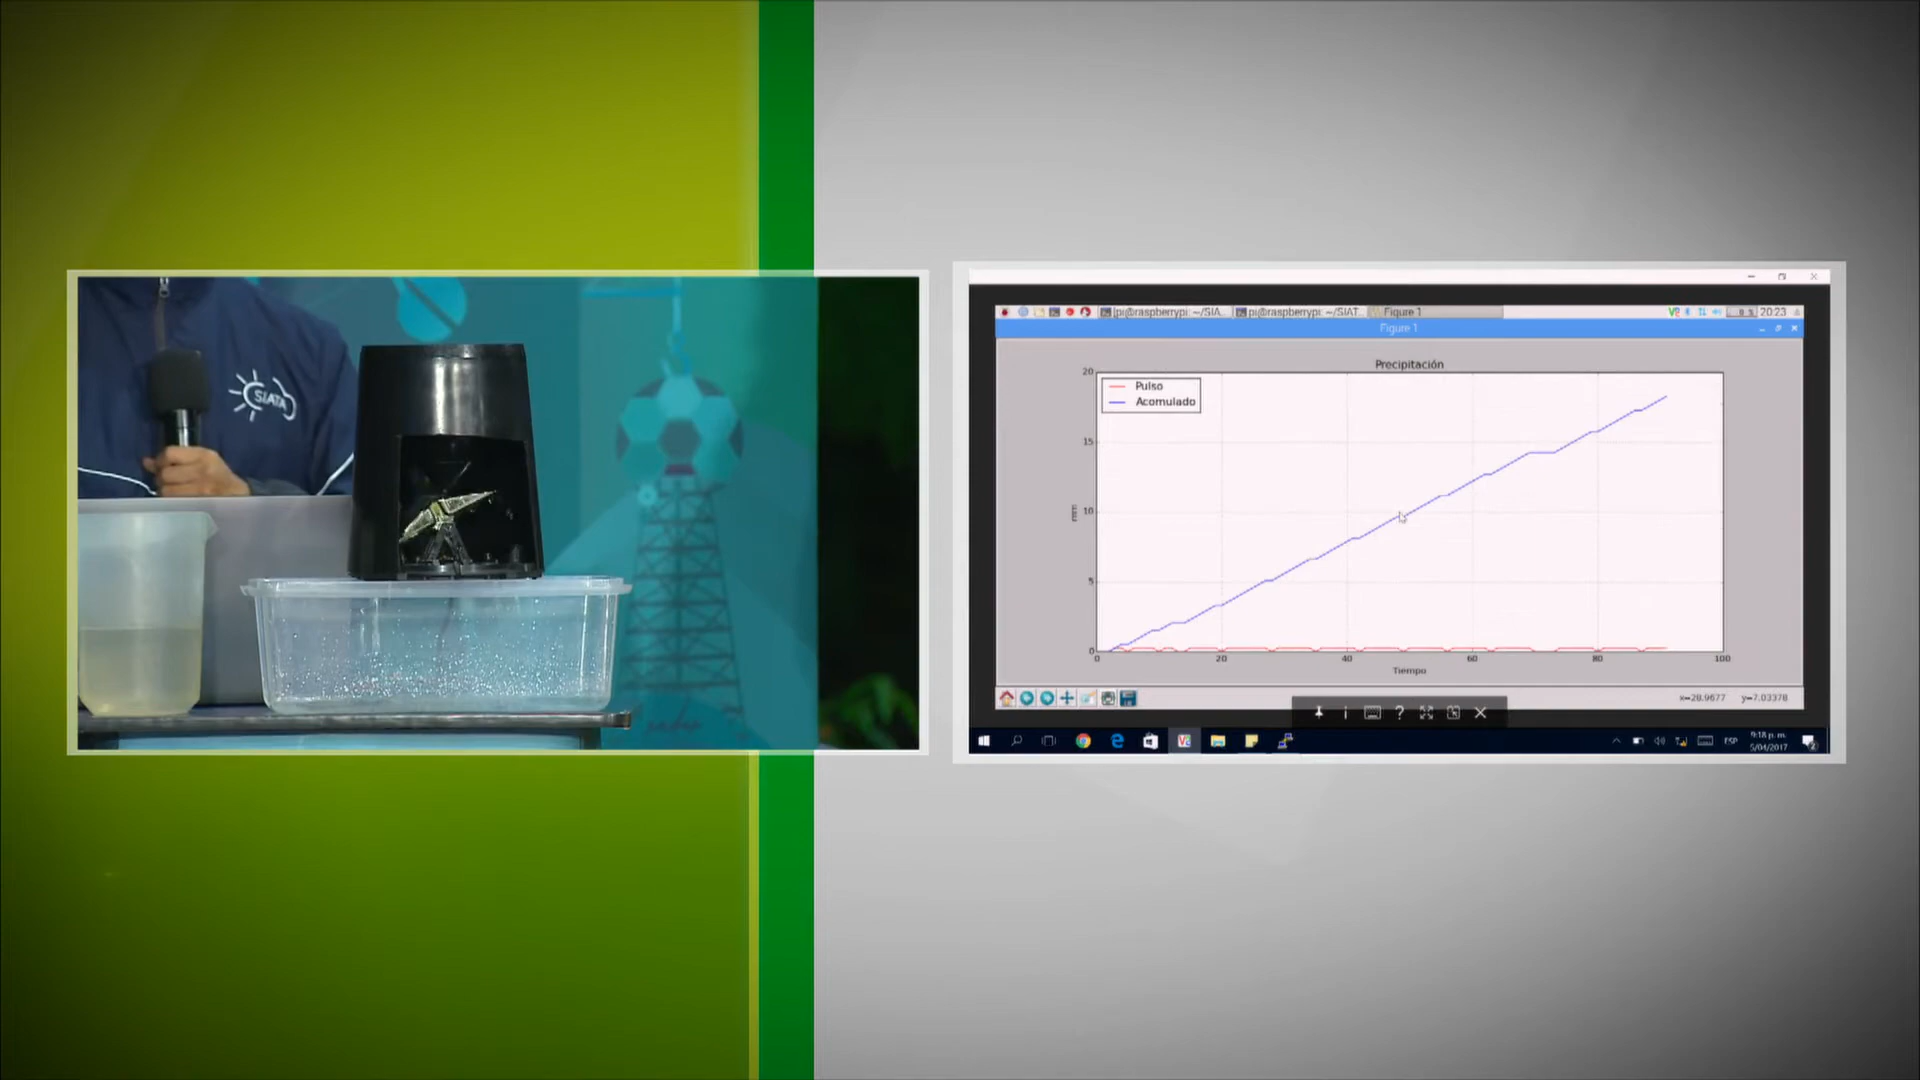 SIATA
radar
[pi@raspberrypi: ~/SIA...
pi@raspberrypi: ~/SIAT...
Figure 1
0 %
20:23
Figure 1
Precipitación
Pulso
Acomulado
20
15
10
5
0
mm
0
20
40
60
80
100
Tiempo
x=28.9677
y=7.03378
ESP
9:18 p. m.
5/04/2017